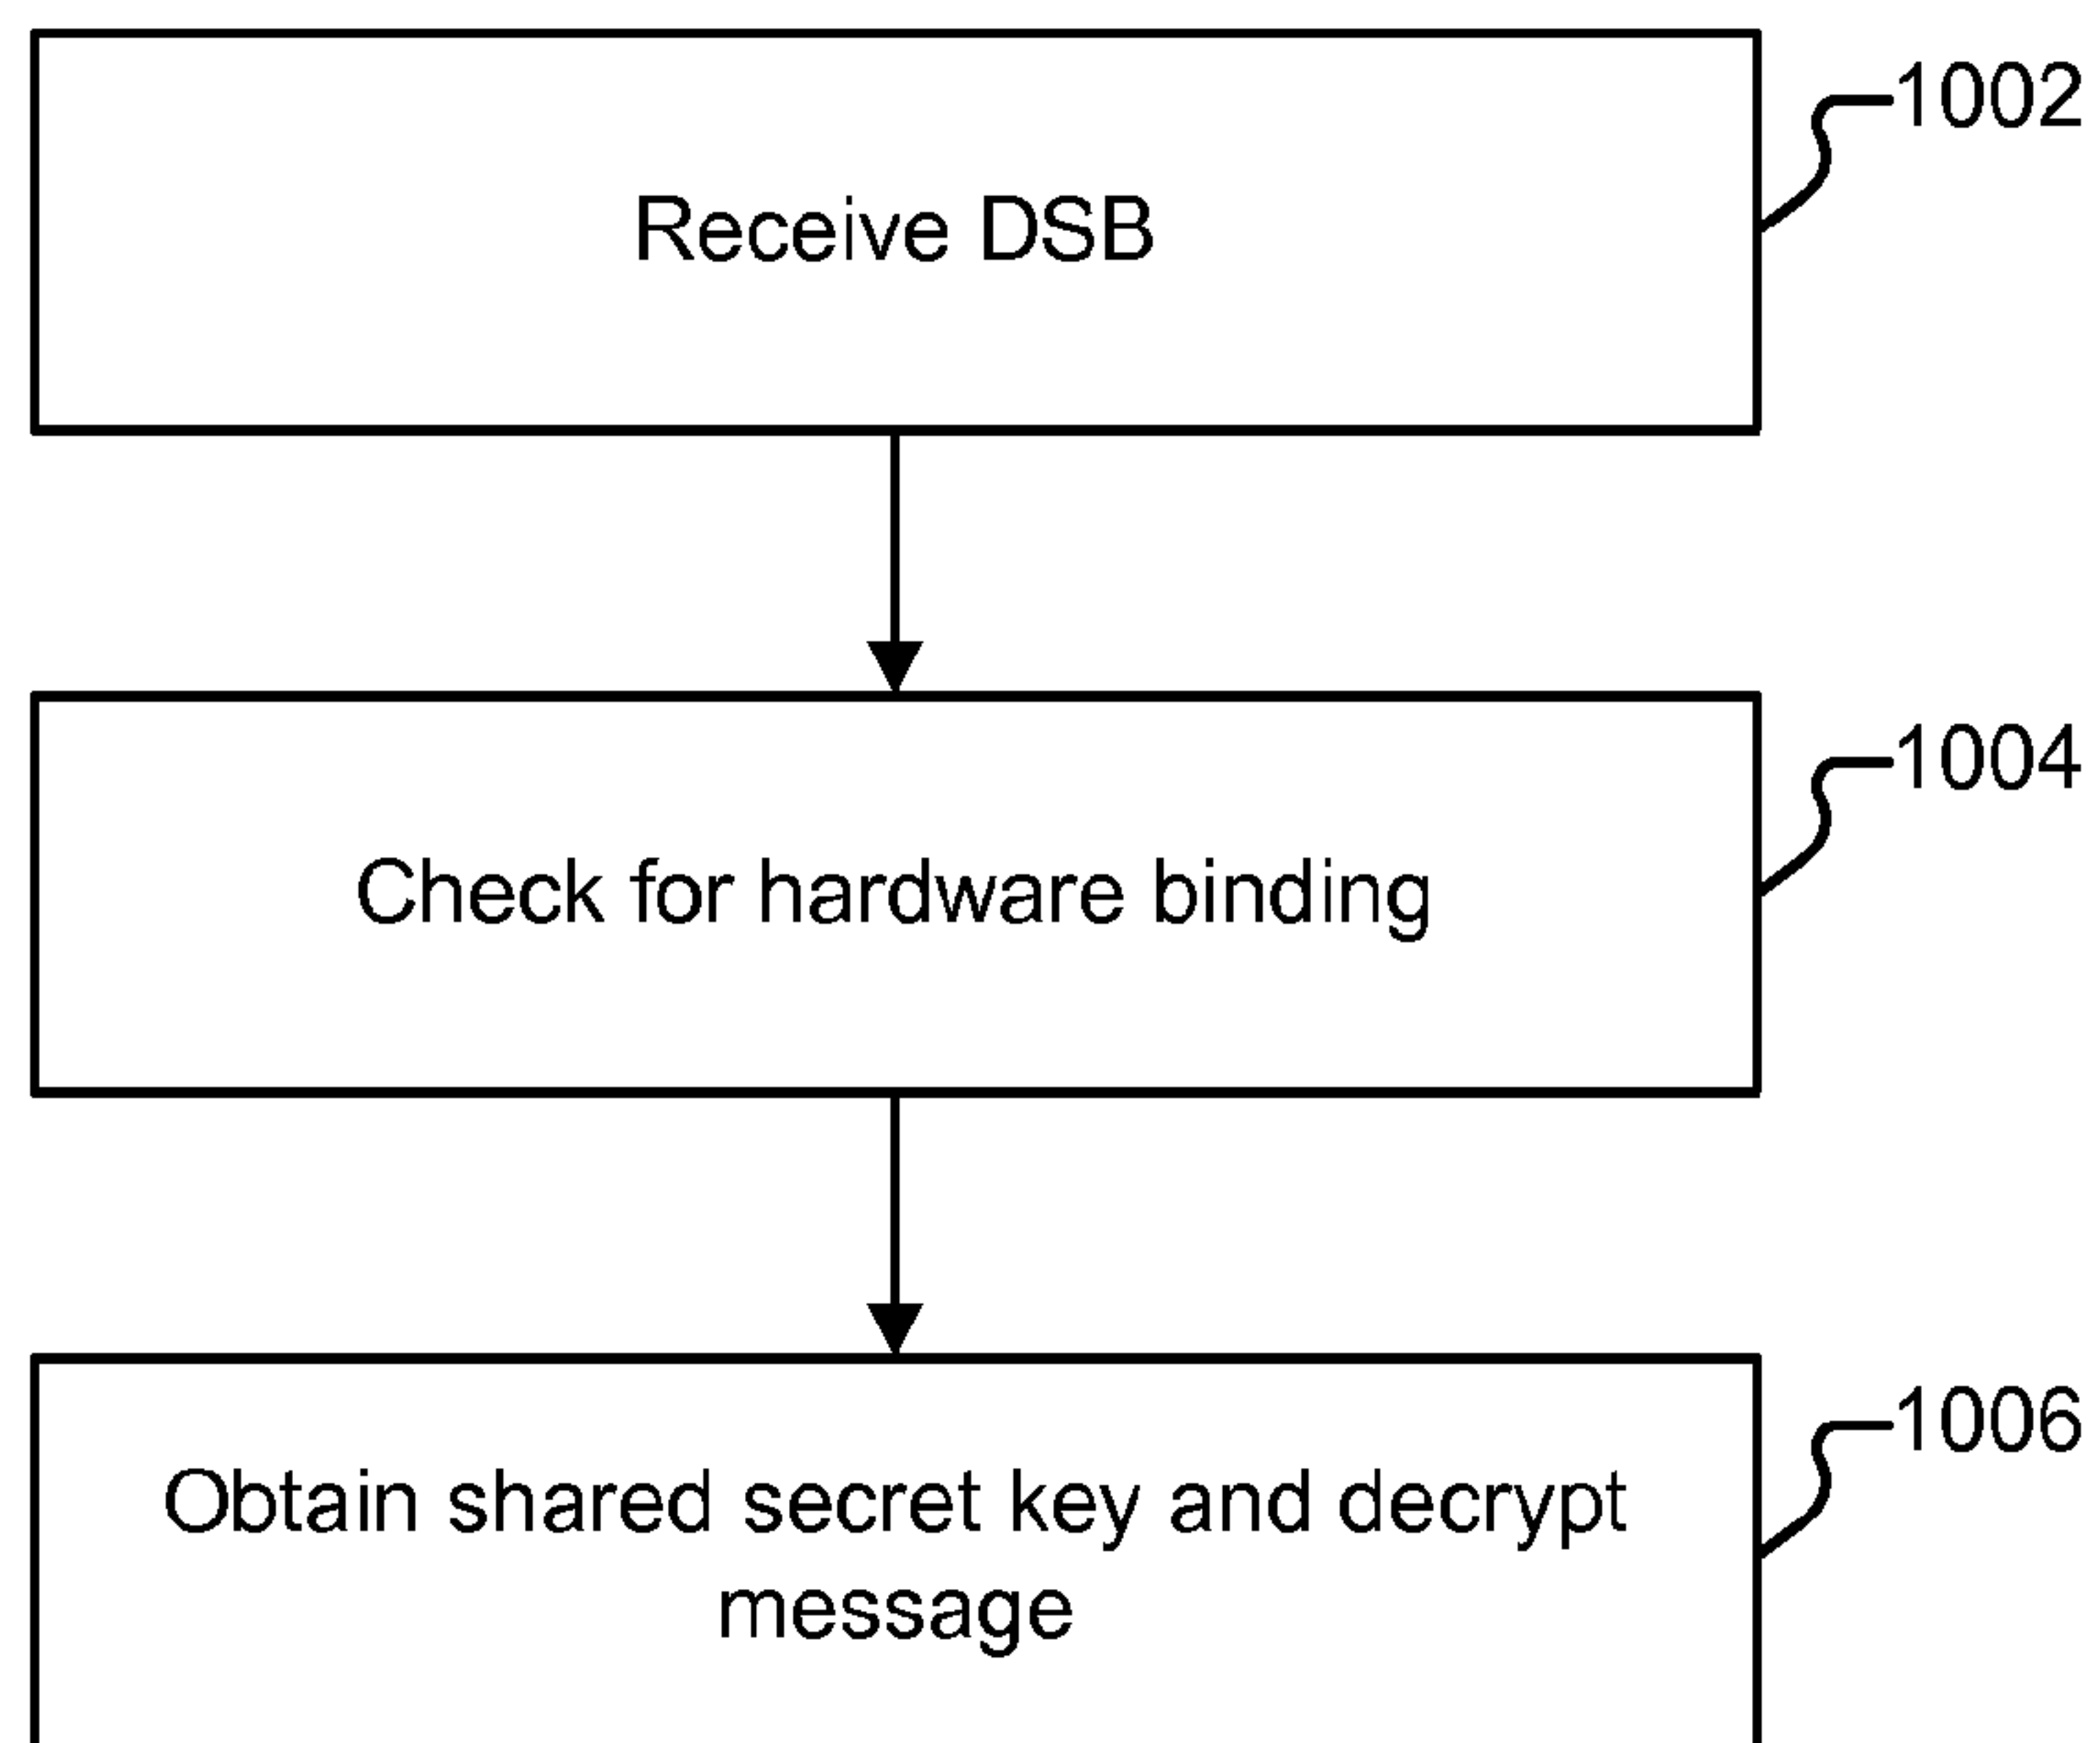 1002
Receive DSB
1004
Check for hardware binding
1006
Obtain shared secret key and decrypt
message